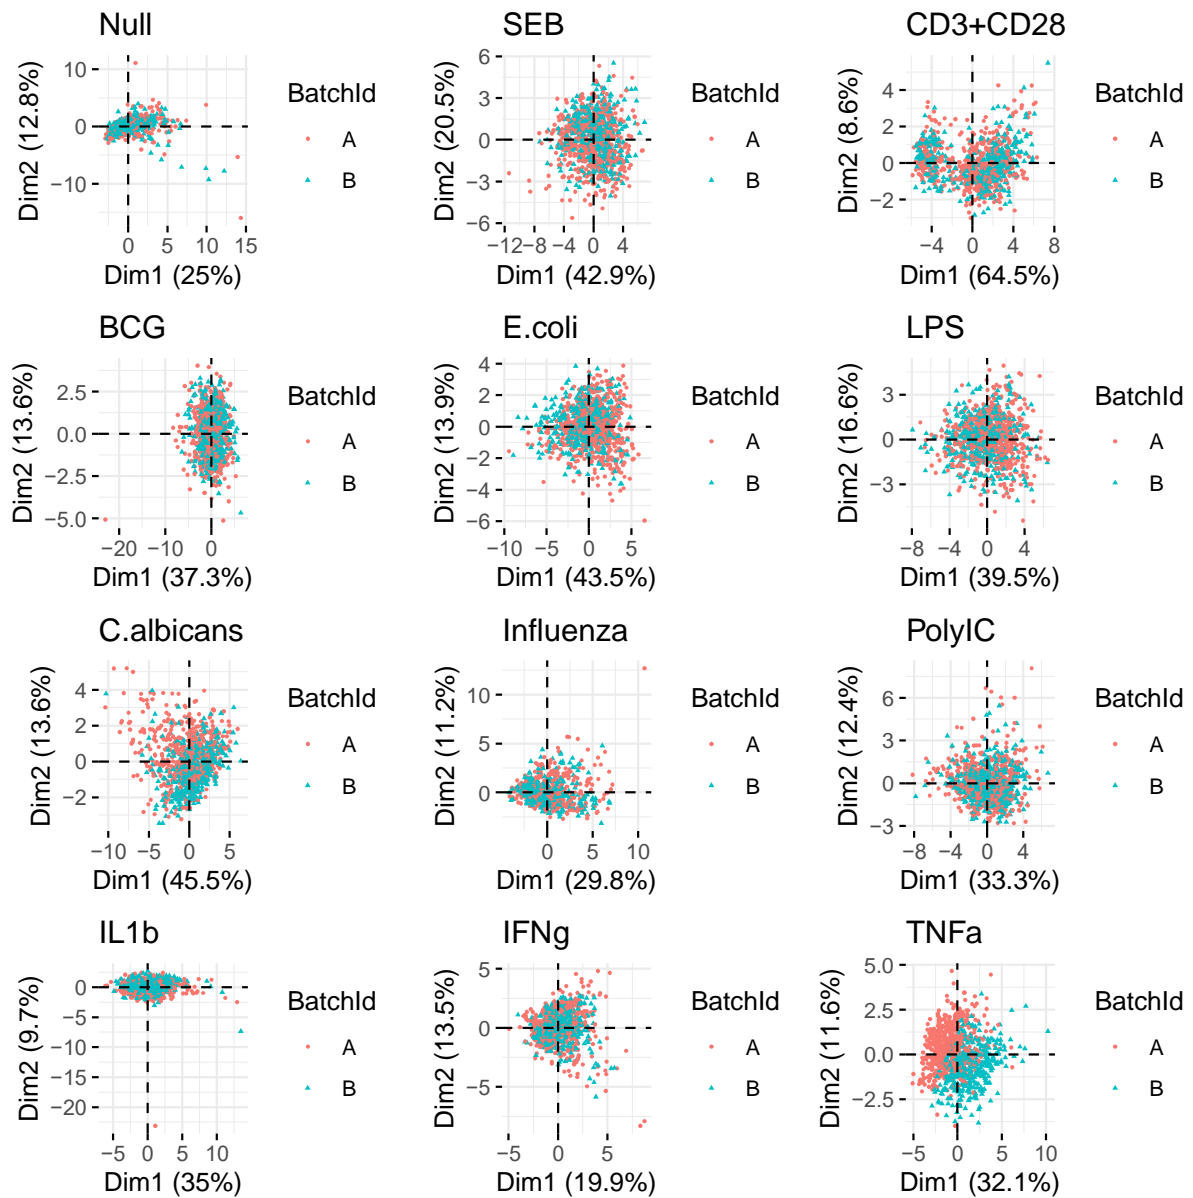 Null
Dim2 (12.8%)
10
0
−10
0 5 10 15
Dim1 (25%)
BatchId
A
B
SEB
Dim2 (20.5%)
6
3
0
−3
−6
−12 −8 −4 0 4
Dim1 (42.9%)
BatchId
A
B
CD3+CD28
Dim2 (8.6%)
4
2
0
−2
−4 0 4 8
Dim1 (64.5%)
BatchId
A
B
BCG
Dim2 (13.6%)
2.5
0.0
−2.5
−5.0
−20 −10 0
Dim1 (37.3%)
BatchId
A
B
E.coli
Dim2 (13.9%)
4
2
0
−2
−4
−6
−10 −5 0 5
Dim1 (43.5%)
BatchId
A
B
LPS
Dim2 (16.6%)
3
0
−3
−8 −4 0 4
Dim1 (39.5%)
BatchId
A
B
C.albicans
Dim2 (13.6%)
4
2
0
−2
−10 −5 0 5
Dim1 (45.5%)
BatchId
A
B
Influenza
Dim2 (11.2%)
10
5
0
0 5 10
Dim1 (29.8%)
BatchId
A
B
PolyIC
Dim2 (12.4%)
6
3
0
−3
−8 −4 0 4
Dim1 (33.3%)
BatchId
A
B
IL1b
Dim2 (9.7%)
0
−5
−10
−15
−20
−5 0 5 10
Dim1 (35%)
BatchId
A
B
IFNg
Dim2 (13.5%)
5
0
−5
−5 0 5
Dim1 (19.9%)
BatchId
A
B
TNFa
Dim2 (11.6%)
5.0
2.5
0.0
−2.5
−5 0 5 10
Dim1 (32.1%)
BatchId
A
B